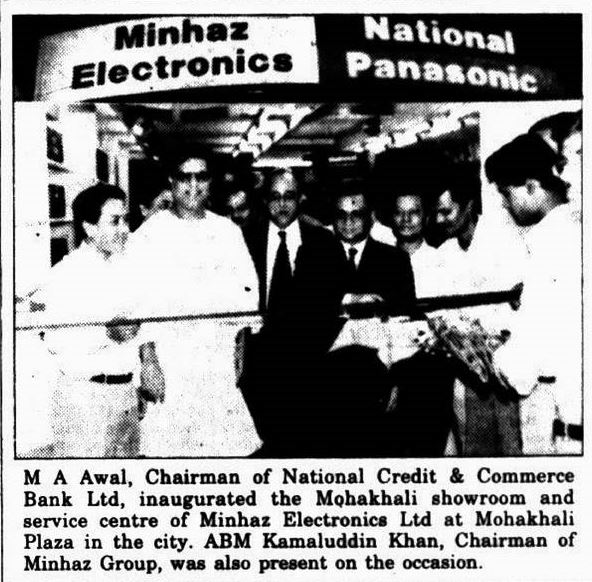 Minhaz
Electronics
National
Panasonic
M A Awal, Chairman of National Credit & Commerce
Bank Ltd, inaugurated the Mohakhali showroom and
service centre of Minhaz Electronics Ltd at Mohakhali
Plaza in the city. ABM Kamaluddin Khan, Chairman of
Minhaz Group, was also present on the occasion.